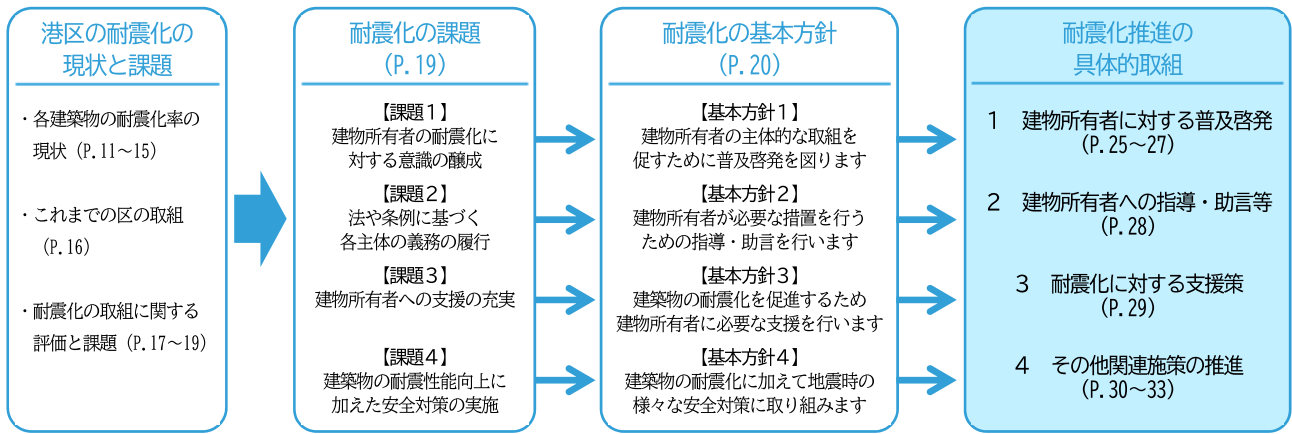 港区の耐震化の
現状と課題
・各建築物の耐震化率の
現状（P.11～15）
・これまでの区の取組
（P.16）
・耐震化の取組に関する
評価と課題（P.17～19）
耐震化の課題
（P.19）
【課題１】
建物所有者の耐震化に
対する意識の醸成
【課題２】
法や条例に基づく
各主体の義務の履行
【課題３】
建物所有者への支援の充実
【課題４】
建築物の耐震性能向上に
加えた安全対策の実施
耐震化の基本方針
（P.20）
【基本方針１】
建物所有者の主体的な取組を
促すために普及啓発を図ります
【基本方針２】
建物所有者が必要な措置を行う
ための指導・助言を行います
【基本方針３】
建築物の耐震化を促進するため
建物所有者に必要な支援を行います
【基本方針４】
建築物の耐震化に加えて地震時の
様々な安全対策に取り組みます
耐震化推進の
具体的取組
１　建物所有者に対する普及啓発
（P.25～27）
２　建物所有者への指導・助言等
（P.28）
３　耐震化に対する支援策
（P.29）
４　その他関連施策の推進
（P.30～33）